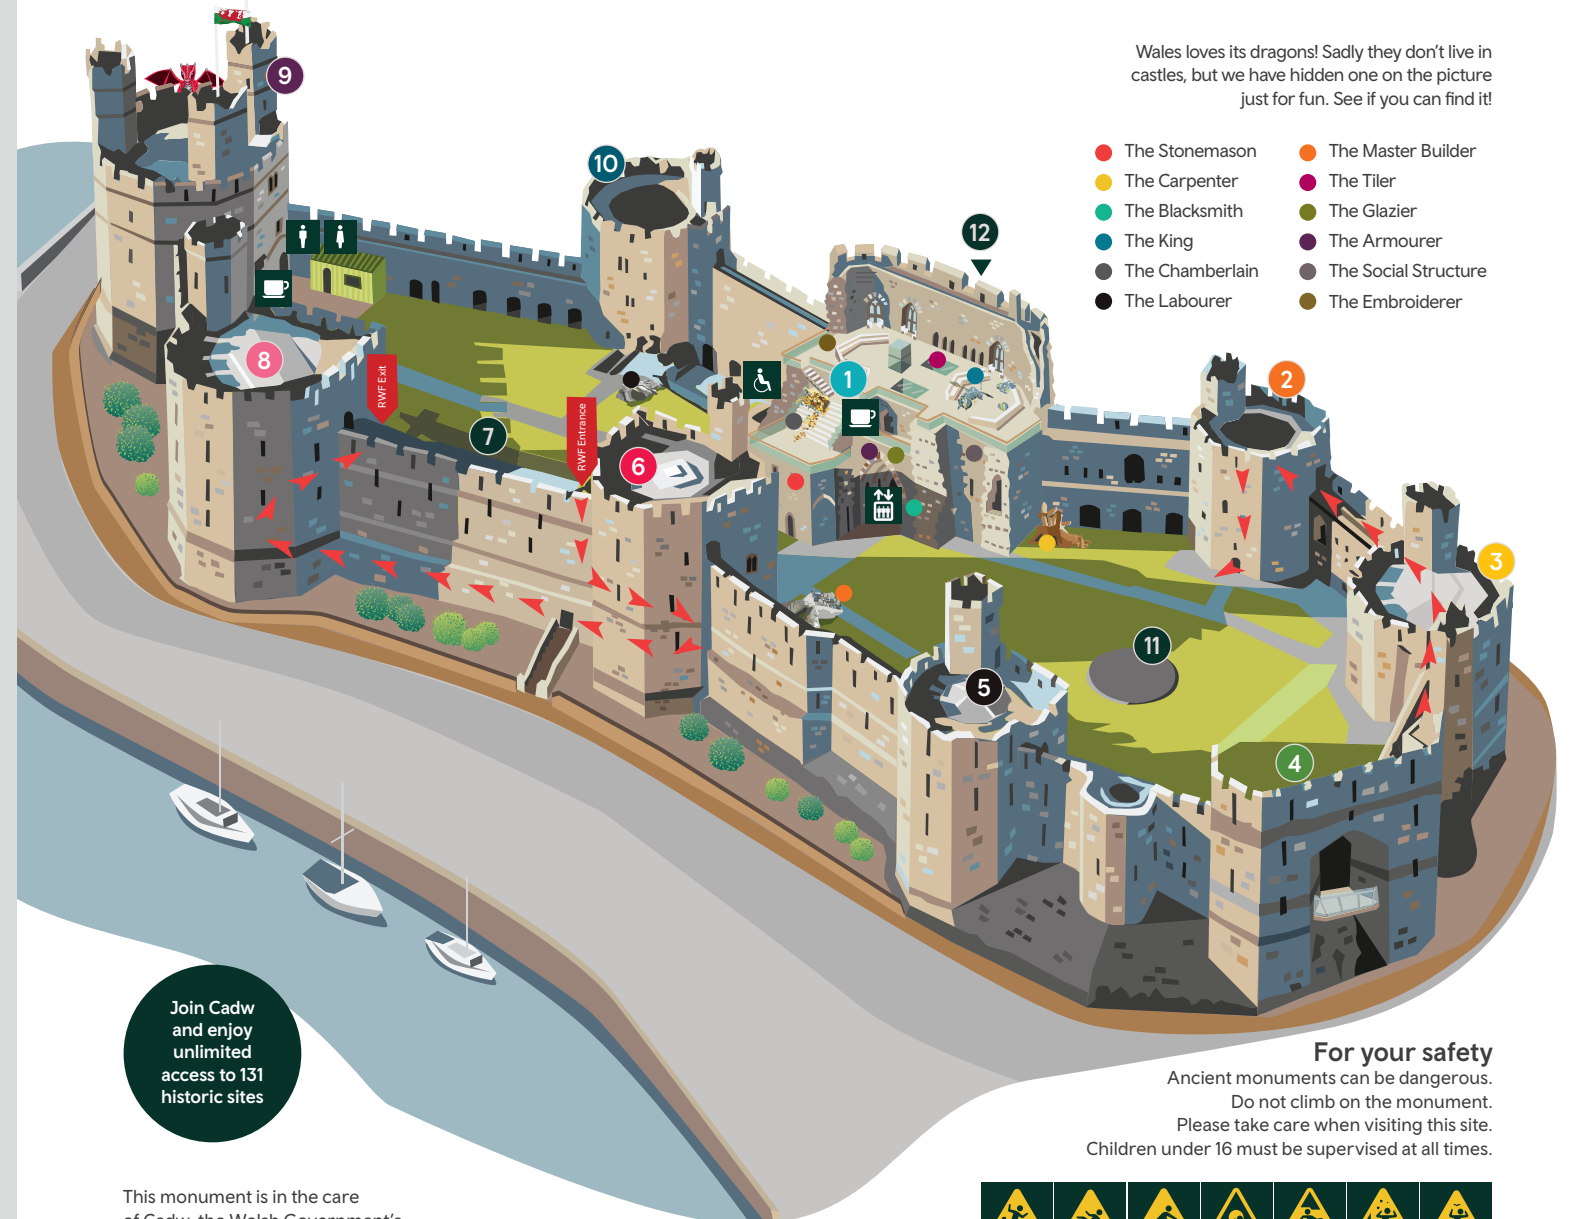 Wales loves its dragons! Sadly they don't live in
castles, but we have hidden one on the picture
just for fun. See if you can find it!
The Stonemason
The Carpenter
The Blacksmith
The King
The Chamberlain
The Labourer
The Master Builder
The Tiler
The Glazier
The Armourer
The Social Structure
The Embroiderer
9
10
12
8
RWF Exit
7
RWF Entrance
6
1
2
3
11
5
4
Join Cadw
and enjoy
unlimited
access to 131
historic sites
For your safety
Ancient monuments can be dangerous.
Do not climb on the monument.
Please take care when visiting this site.
Children under 16 must be supervised at all times.
This monument is in the care
of Cadw, the Welsh Government's